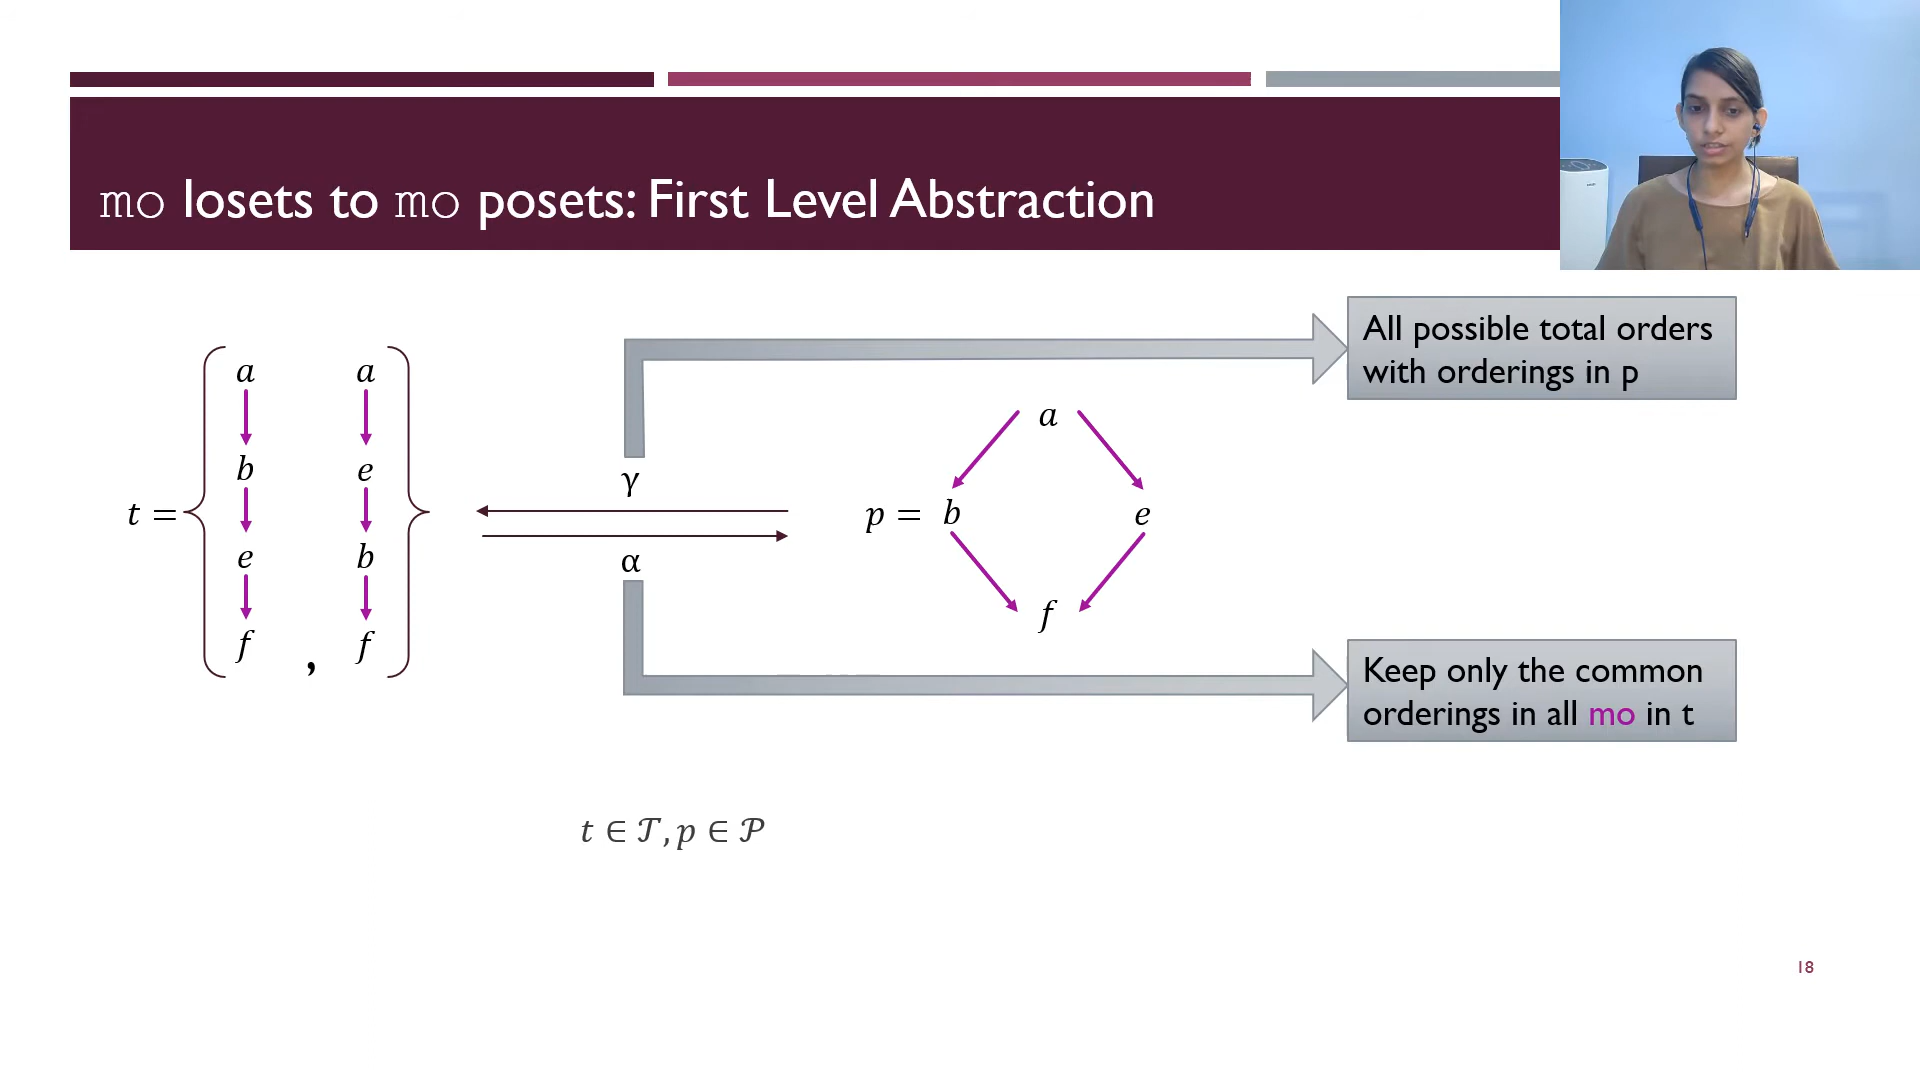 mo losets to mo posets: First Level Abstraction
All possible total orders
with orderings in p
a a
b e
e b
f , f
t =
γ
α
a
p = b e
f
Keep only the common
orderings in all mo in t
t ∈ 𝒯, p ∈ 𝒫
18